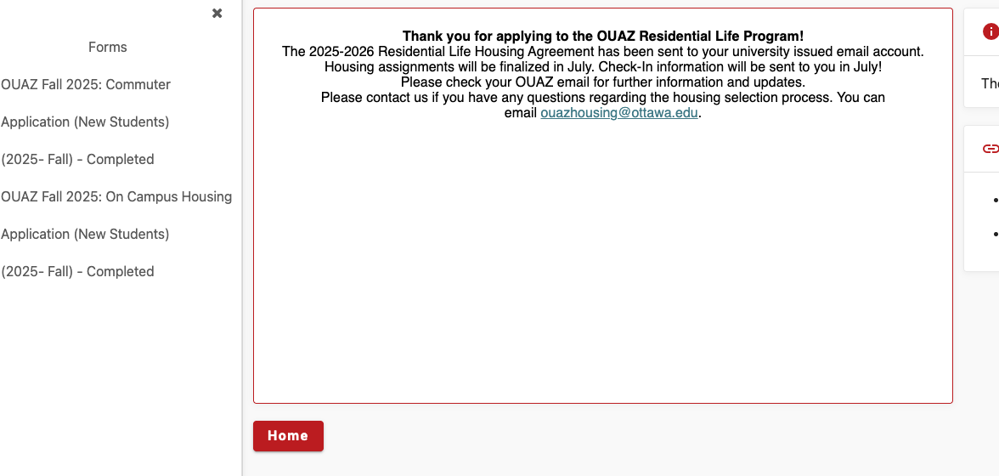 ✖
Forms
OUAZ Fall 2025: Commuter
Application (New Students)
(2025- Fall) - Completed
OUAZ Fall 2025: On Campus Housing
Application (New Students)
(2025- Fall) - Completed
Thank you for applying to the OUAZ Residential Life Program!
The 2025-2026 Residential Life Housing Agreement has been sent to your university issued email account.
Housing assignments will be finalized in July. Check-In information will be sent to you in July!
Please check your OUAZ email for further information and updates.
Please contact us if you have any questions regarding the housing selection process. You can
email ouazhousing@ottawa.edu.
Home